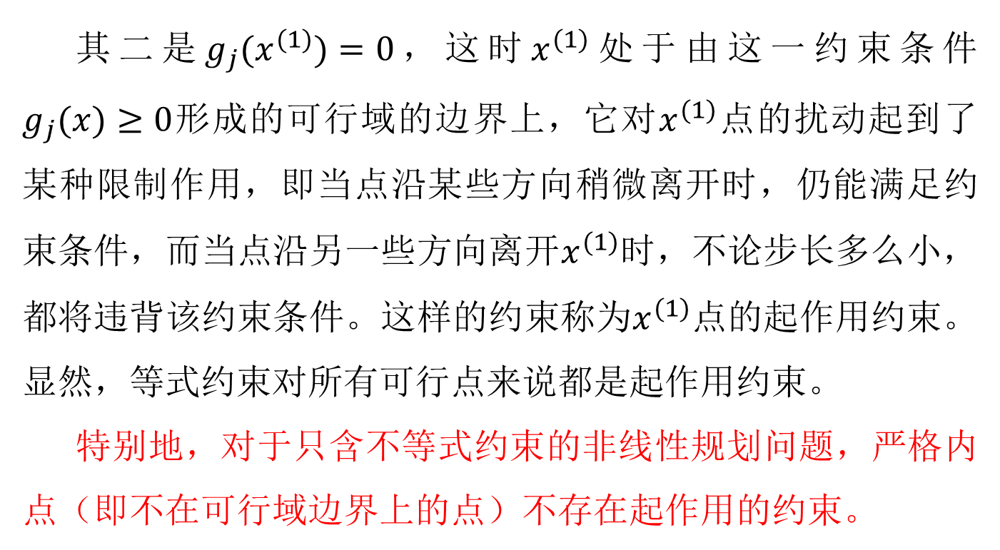 其二是g_j(x^(1)) = 0，这时x^(1)处于由这一约束条件
g_j(x) ≥ 0形成的可行域的边界上，它对x^(1)点的扰动起到了
某种限制作用，即当点沿某些方向稍微离开时，仍能满足约
束条件，而当点沿另一些方向离开x^(1)时，不论步长多么小，
都将违背该约束条件。这样的约束称为x^(1)点的起作用约束。
显然，等式约束对所有可行点来说都是起作用约束。
特别地，对于只含不等式约束的非线性规划问题，严格内
点（即不在可行域边界上的点）不存在起作用的约束。